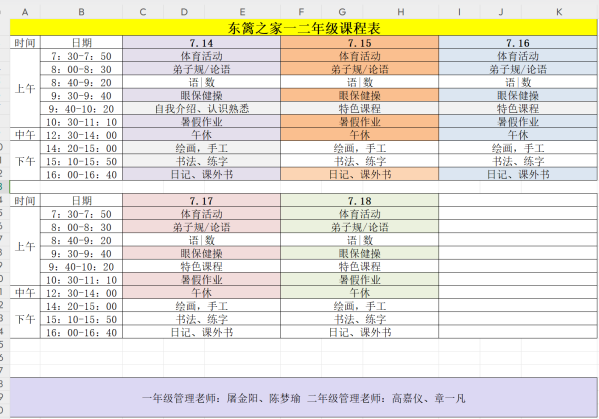 A B C D E F G H I J K
东篱之家一二年级课程表
时间 日期 7.14 7.15 7.16
上午 7：30-7：50 体育活动 体育活动 体育活动
8：00-8：30 弟子规/论语 弟子规/论语 弟子规/论语
8：40-9：20 语|数 语|数 语|数
9：30-9：40 眼保健操 眼保健操 眼保健操
9：40-10：20 自我介绍、认识熟悉 特色课程 特色课程
10：30-11：10 暑假作业 暑假作业 暑假作业
中午 12：30-14：00 午休 午休 午休
下午 14：20-15：00 绘画，手工 绘画，手工 绘画，手工
15：10-15：50 书法、练字 书法、练字 书法、练字
16：00-16：40 日记、课外书 日记、课外书 日记、课外书
时间 日期 7.17 7.18
上午 7：30-7：50 体育活动 体育活动
8：00-8：30 弟子规/论语 弟子规/论语
8：40-9：20 语|数 语|数
9：30-9：40 眼保健操 眼保健操
9：40-10：20 特色课程 特色课程
10：30-11：10 暑假作业 暑假作业
中午 12：30-14：00 午休 午休
下午 14：20-15：00 绘画，手工 绘画，手工
15：10-15：50 书法、练字 书法、练字
16：00-16：40 日记、课外书 日记、课外书
一年级管理老师：屠金阳、陈梦瑜 二年级管理老师：高嘉仪、章一凡